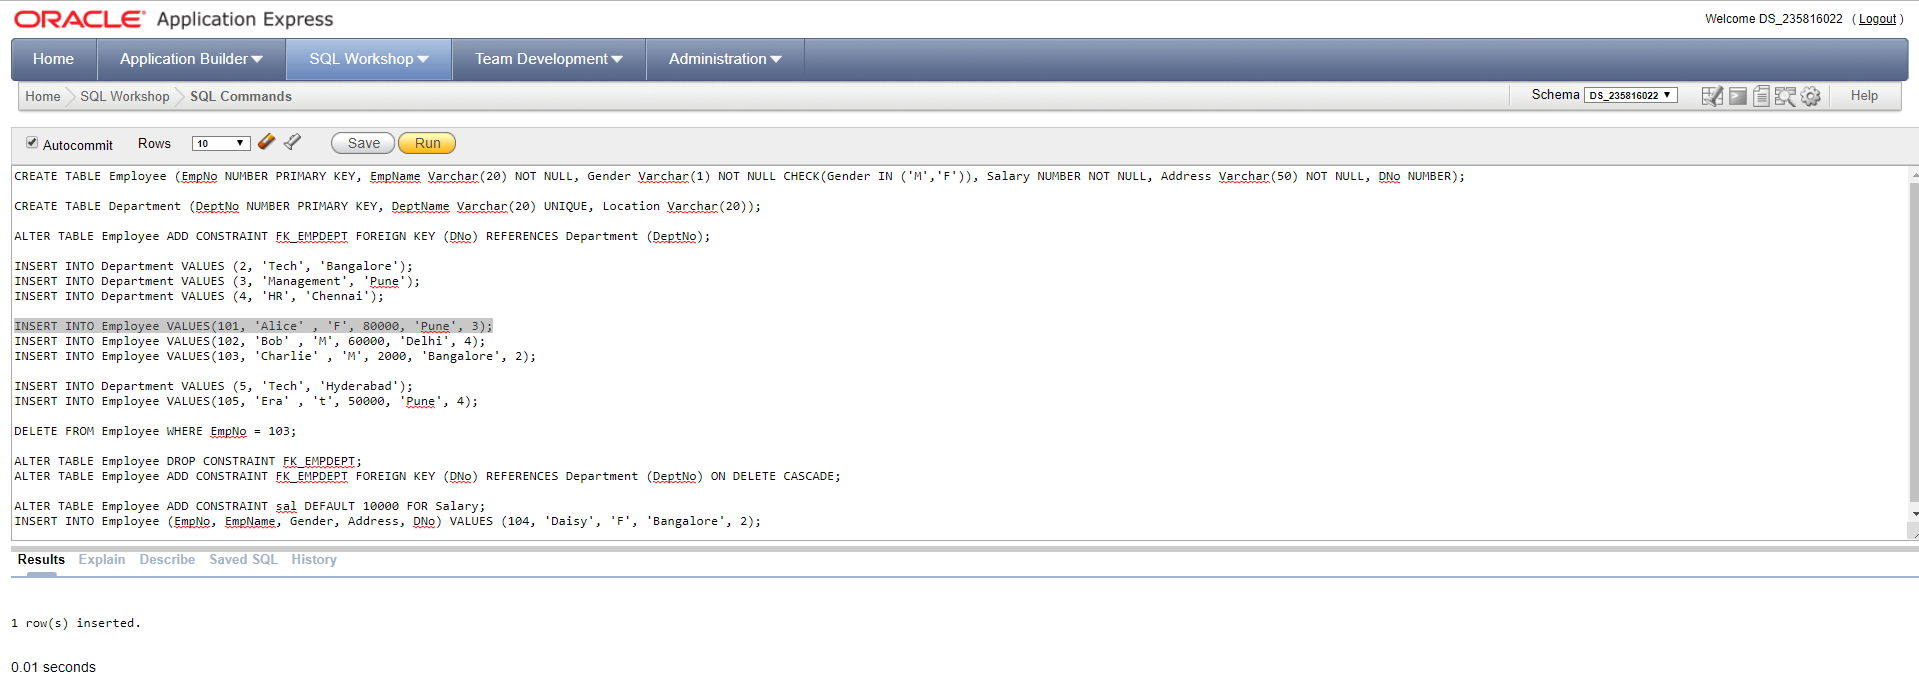 ORACLE Application Express
Welcome DS_235816022 ( Logout )
Home Application Builder SQL Workshop Team Development Administration
Home SQL Workshop SQL Commands Schema DS_235816022 Help
Autocommit Rows 10 Save Run
CREATE TABLE Employee (EmpNo NUMBER PRIMARY KEY, EmpName Varchar(20) NOT NULL, Gender Varchar(1) NOT NULL CHECK(Gender IN ('M','F')), Salary NUMBER NOT NULL, Address Varchar(50) NOT NULL, DNo NUMBER);
CREATE TABLE Department (DeptNo NUMBER PRIMARY KEY, DeptName Varchar(20) UNIQUE, Location Varchar(20));
ALTER TABLE Employee ADD CONSTRAINT FK_EMPDEPT FOREIGN KEY (DNo) REFERENCES Department (DeptNo);
INSERT INTO Department VALUES (2, 'Tech', 'Bangalore');
INSERT INTO Department VALUES (3, 'Management', 'Pune');
INSERT INTO Department VALUES (4, 'HR', 'Chennai');
INSERT INTO Employee VALUES(101, 'Alice' , 'F', 80000, 'Pune', 3);
INSERT INTO Employee VALUES(102, 'Bob' , 'M', 60000, 'Delhi', 4);
INSERT INTO Employee VALUES(103, 'Charlie' , 'M', 2000, 'Bangalore', 2);
INSERT INTO Department VALUES (5, 'Tech', 'Hyderabad');
INSERT INTO Employee VALUES(105, 'Era' , 't', 50000, 'Pune', 4);
DELETE FROM Employee WHERE EmpNo = 103;
ALTER TABLE Employee DROP CONSTRAINT FK_EMPDEPT;
ALTER TABLE Employee ADD CONSTRAINT FK_EMPDEPT FOREIGN KEY (DNo) REFERENCES Department (DeptNo) ON DELETE CASCADE;
ALTER TABLE Employee ADD CONSTRAINT sal DEFAULT 10000 FOR Salary;
INSERT INTO Employee (EmpNo, EmpName, Gender, Address, DNo) VALUES (104, 'Daisy', 'F', 'Bangalore', 2);
Results Explain Describe Saved SQL History
1 row(s) inserted.
0.01 seconds